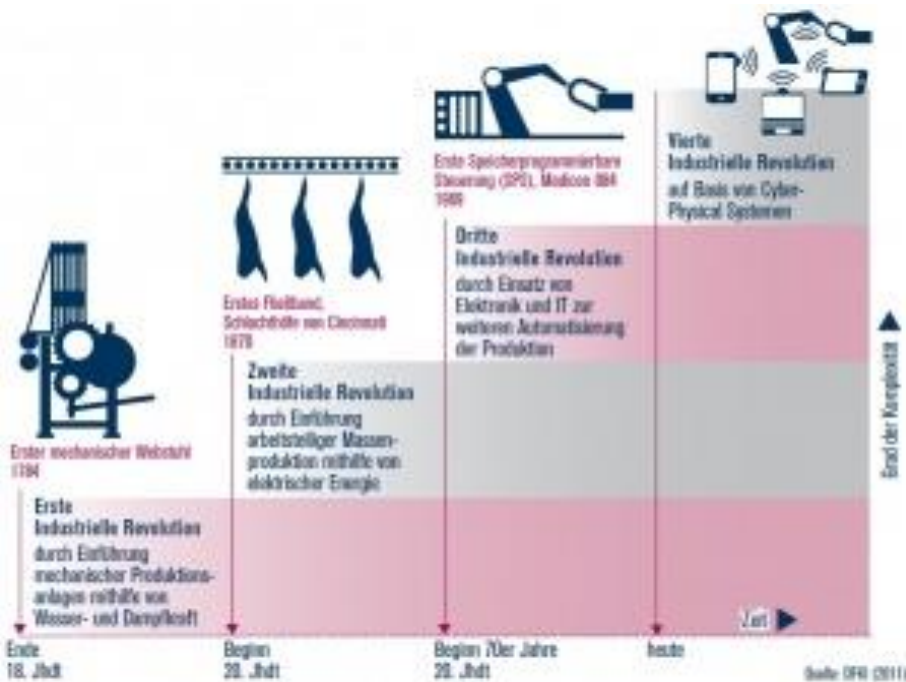 Erster mechanischer Webstuhl
1784
Erste
Industrielle Revolution
durch Einführung
mechanischer Produktions-
anlagen mithilfe von
Wasser- und Dampfkraft
Ende
18. Jhdt
Erstes Fließband,
Schlachthöfe von Cincinnati
1870
Zweite
Industrielle Revolution
durch Einführung
arbeitsteiliger Massen-
produktion mithilfe von
elektrischer Energie
Beginn
20. Jhdt
Erste Speicherprogrammierbare
Steuerung (SPS), Modicon 084
1969
Dritte
Industrielle Revolution
durch Einsatz von
Elektronik und IT zur
weiteren Automatisierung
der Produktion
Beginn 70er Jahre
20. Jhdt
Vierte
Industrielle Revolution
auf Basis von Cyber-
Physical Systemen
heute
Zeit
Grad der Komplexität
Quelle: DFKI (2011)